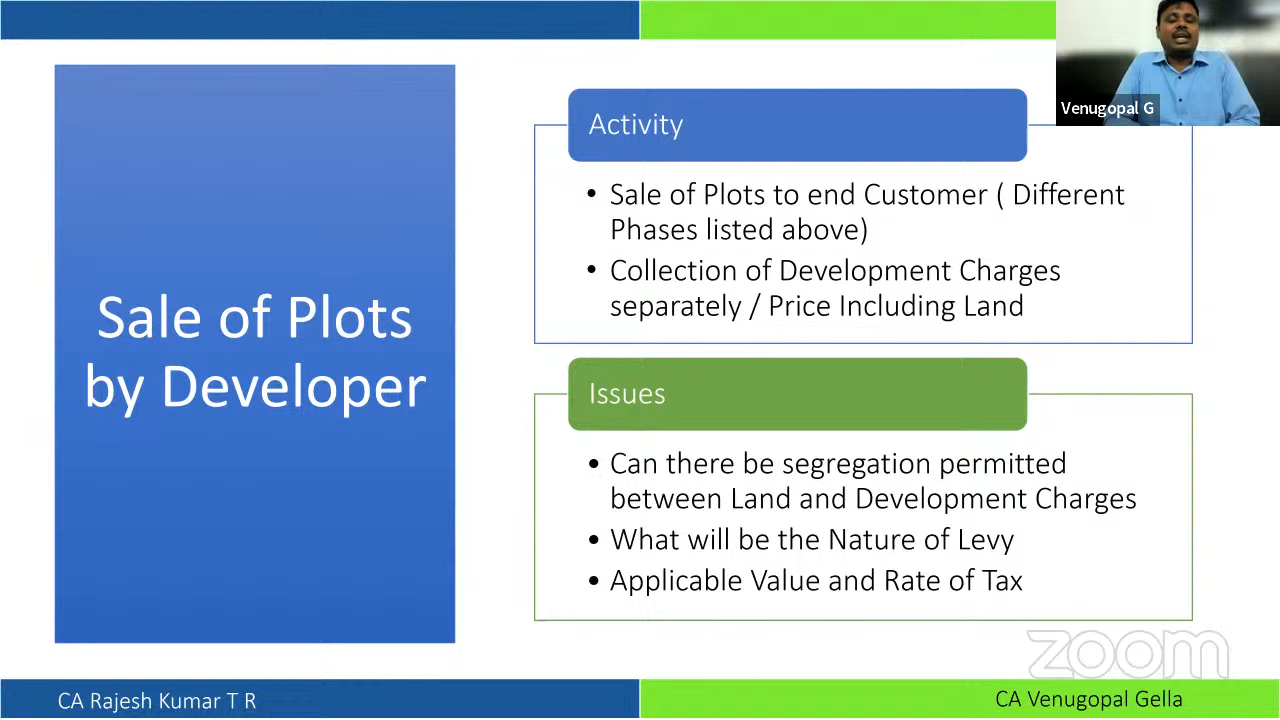 Venugopal G
Sale of Plots
by Developer
Activity
• Sale of Plots to end Customer ( Different
Phases listed above)
• Collection of Development Charges
separately / Price Including Land
Issues
• Can there be segregation permitted
between Land and Development Charges
• What will be the Nature of Levy
• Applicable Value and Rate of Tax
zoom
CA Rajesh Kumar T R
CA Venugopal Gella